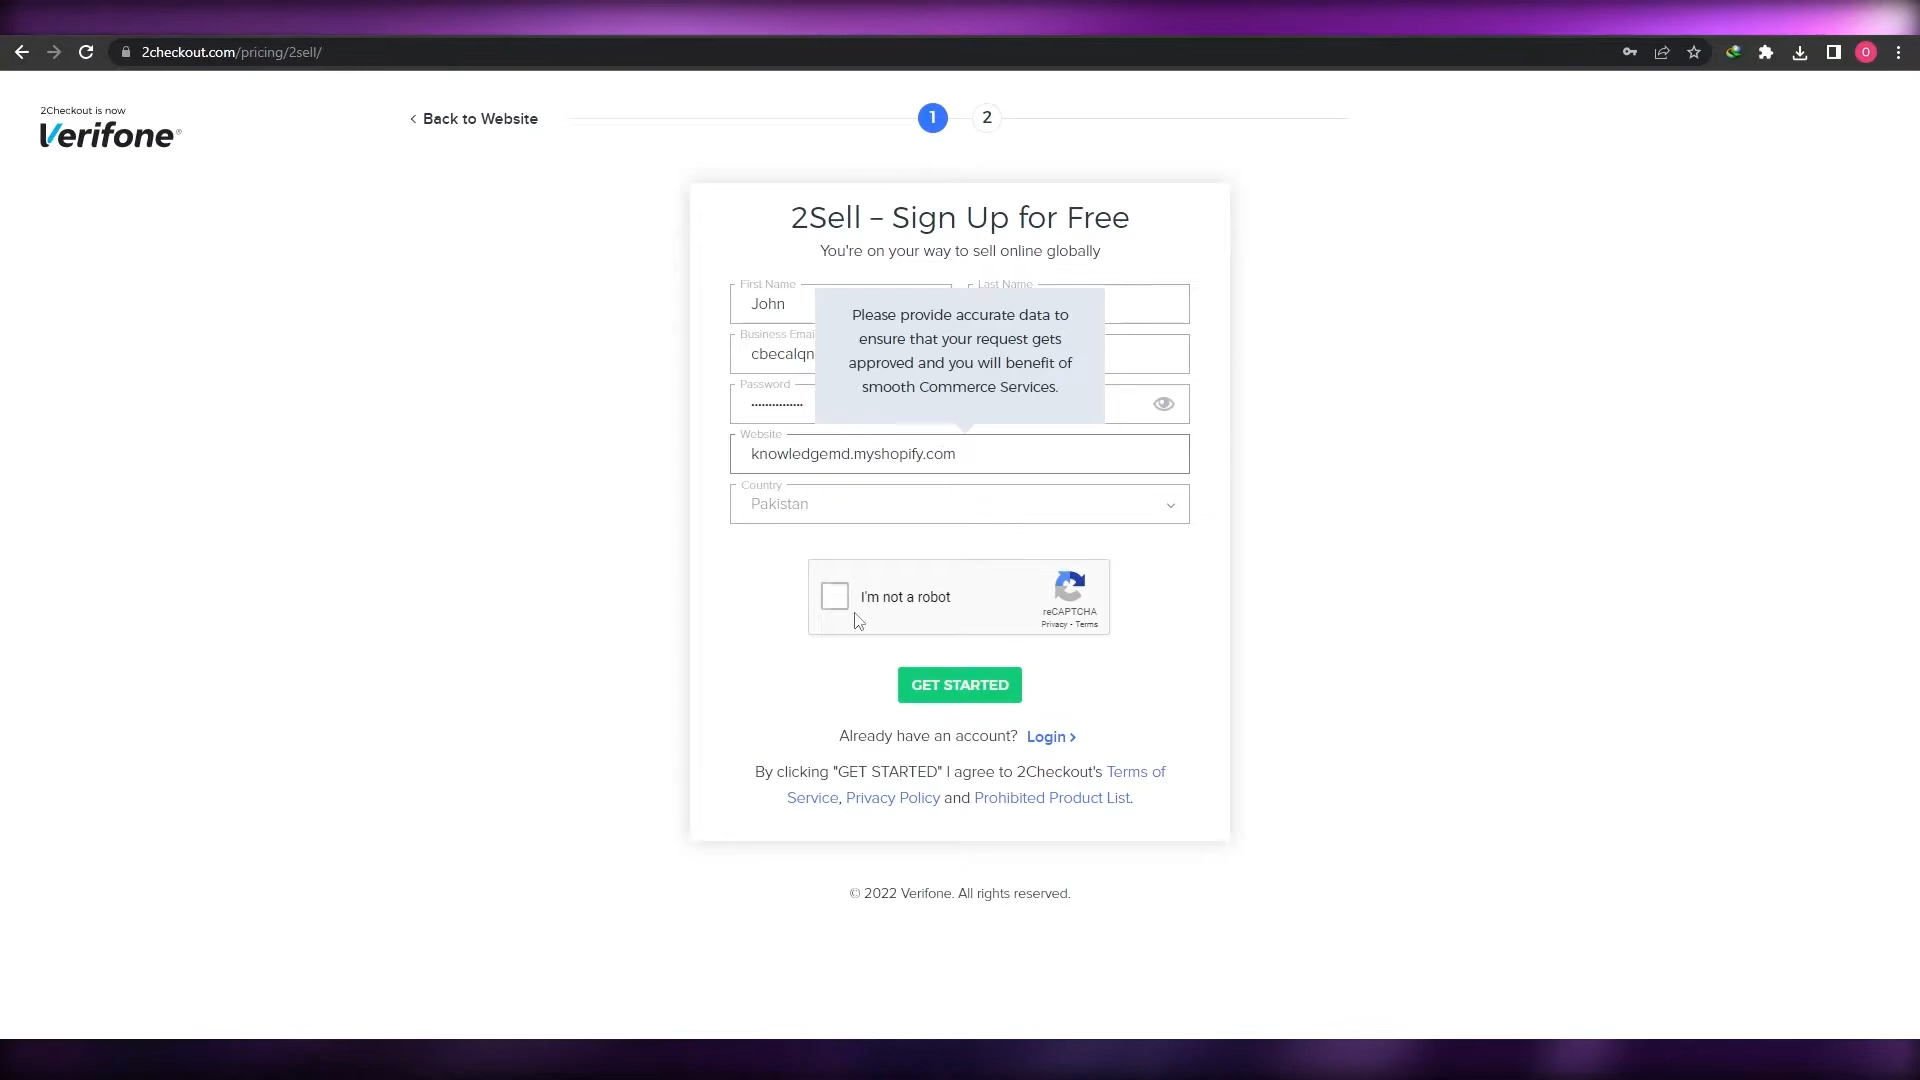 2checkout.com/pricing/2sell/
O
2Checkout is now
Verifone®
< Back to Website
1
2
2Sell – Sign Up for Free
You're on your way to sell online globally
First Name
Last Name
John
Please provide accurate data to
ensure that your request gets
approved and you will benefit of
smooth Commerce Services.
Business Emai
cbecalqn
Password
Website
knowledgemd.myshopify.com
Country
Pakistan
I'm not a robot
reCAPTCHA
Privacy - Terms
GET STARTED
Already have an account? Login >
By clicking "GET STARTED" I agree to 2Checkout's Terms of
Service, Privacy Policy and Prohibited Product List.
© 2022 Verifone. All rights reserved.